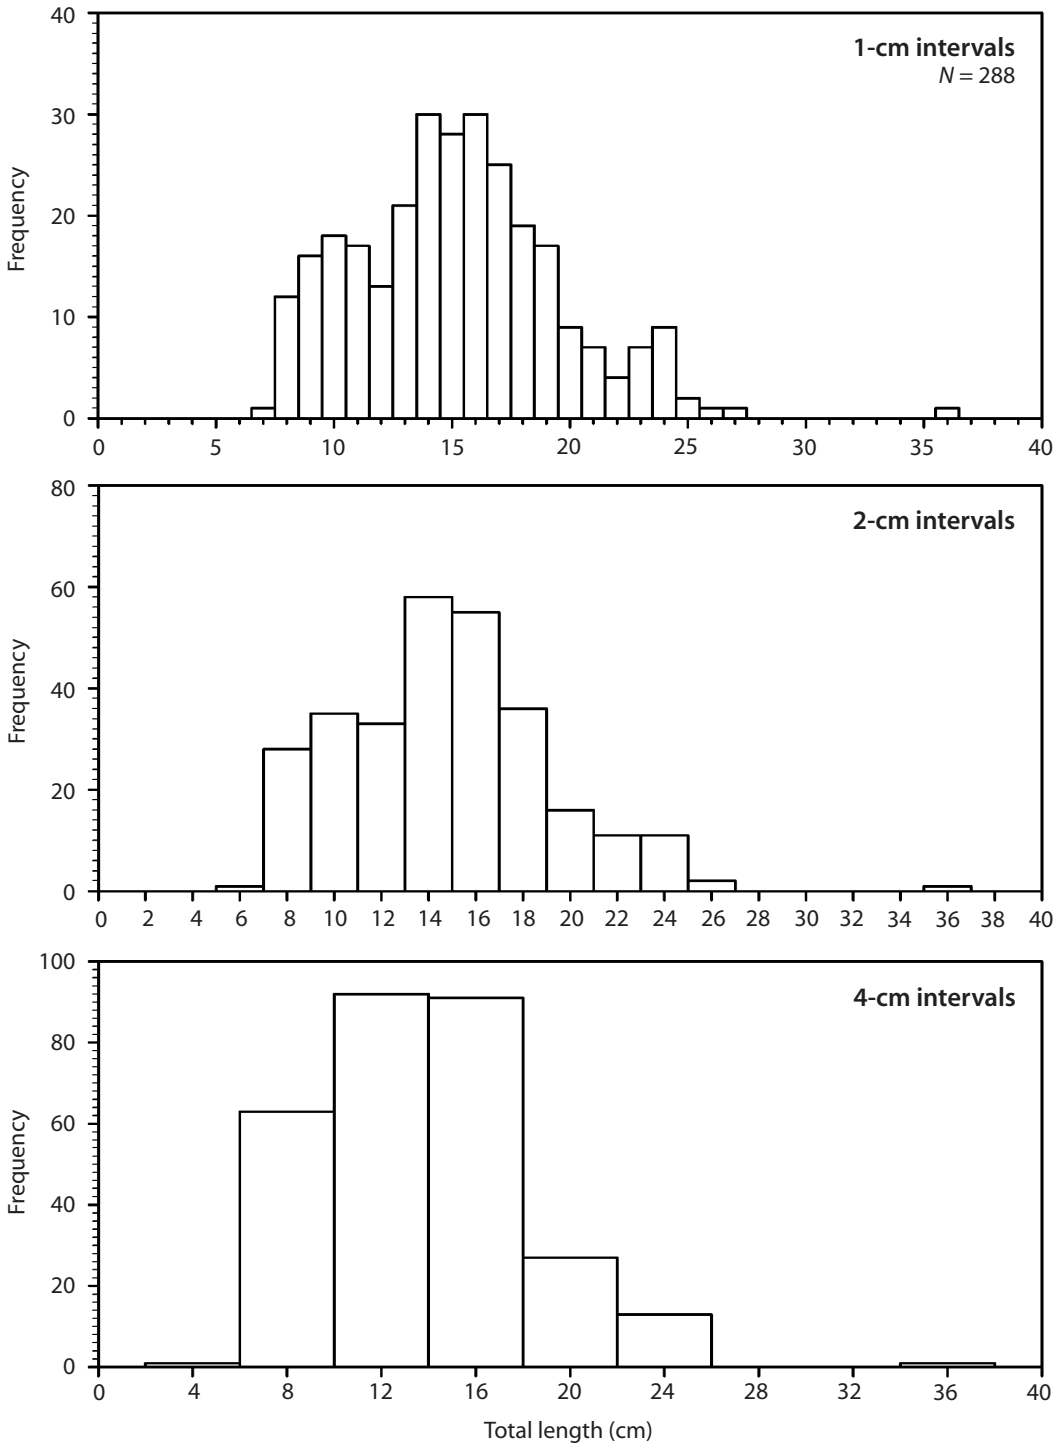 40
1-cm intervals
N = 288
30
20
10
0
Frequency
0 5 10 15 20 25 30 35 40
80
2-cm intervals
60
40
20
0
Frequency
0 2 4 6 8 10 12 14 16 18 20 22 24 26 28 30 32 34 36 38 40
100
4-cm intervals
80
60
40
20
0
Frequency
0 4 8 12 16 20 24 28 32 36 40
Total length (cm)